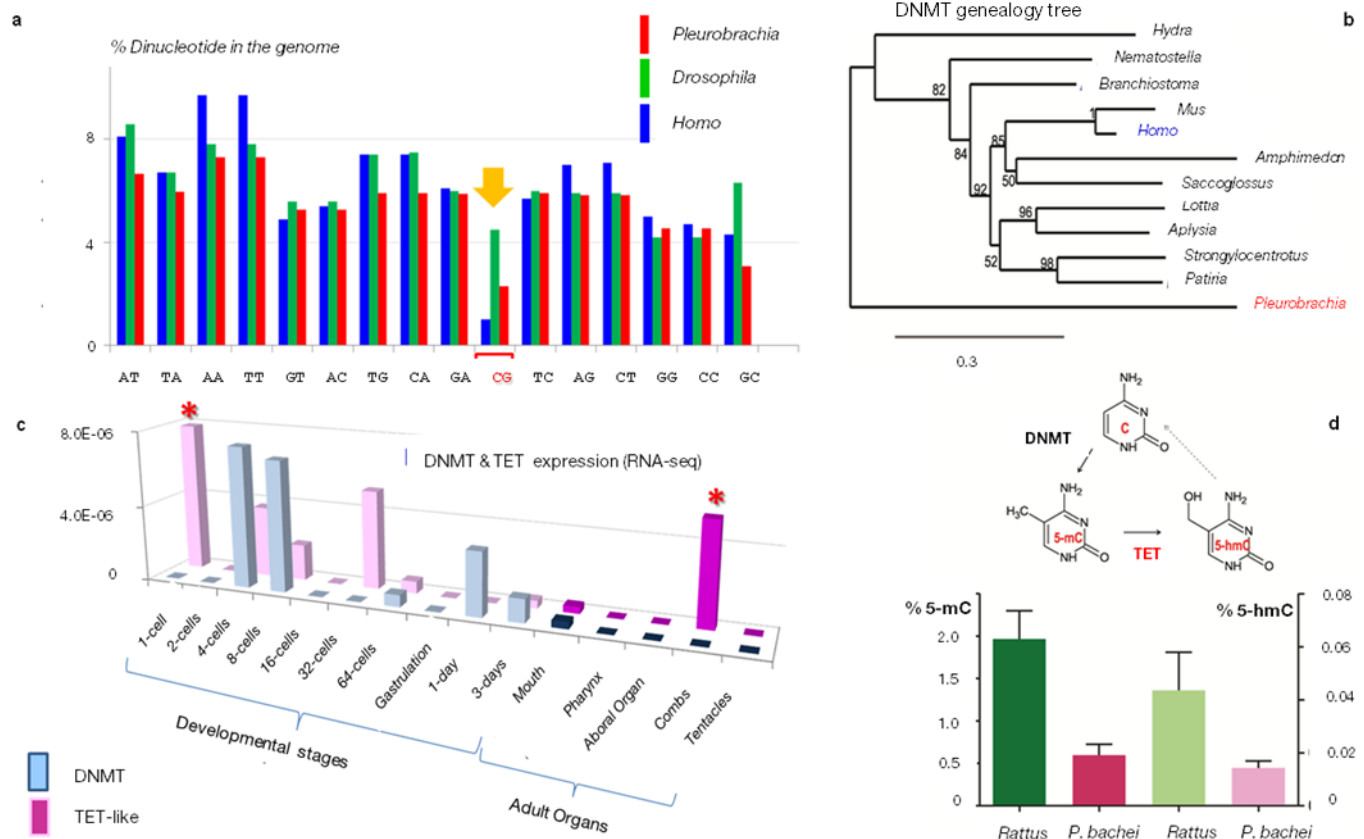 a
% Dinucleotide in the genome
Pleurobrachia
Drosophila
Homo
8
4
0
AT TA AA TT GT AC TG CA GA CG TC AG CT GG CC GC
b
DNMT genealogy tree
Hydra
Nematostella
82
Branchiostoma
Mus
1
Homo
85
84
Amphimedon
50
Saccoglossus
92
Lottia
96
Aplysia
Strongylocentrotus
52
98
Patiria
Pleurobrachia
0.3
c
8.0E-06
4.0E-06
0
DNMT & TET expression (RNA-seq)
*
*
1-cell
2-cells
4-cells
8-cells
16-cells
32-cells
64-cells
Gastrulation
1-day
3-days
Mouth
Pharynx
Aboral Organ
Combs
Tentacles
Developmental stages
Adult Organs
DNMT
TET-like
d
NH2
N
C
NH
O
DNMT
NH2
H3C
N
5-mC
NH
O
TET
OH
NH2
N
5-hmC
NH
O
% 5-mC
% 5-hmC
2.0
1.5
1.0
0.5
0
0.08
0.06
0.04
0.02
0
Rattus P. bachei Rattus P. bachei